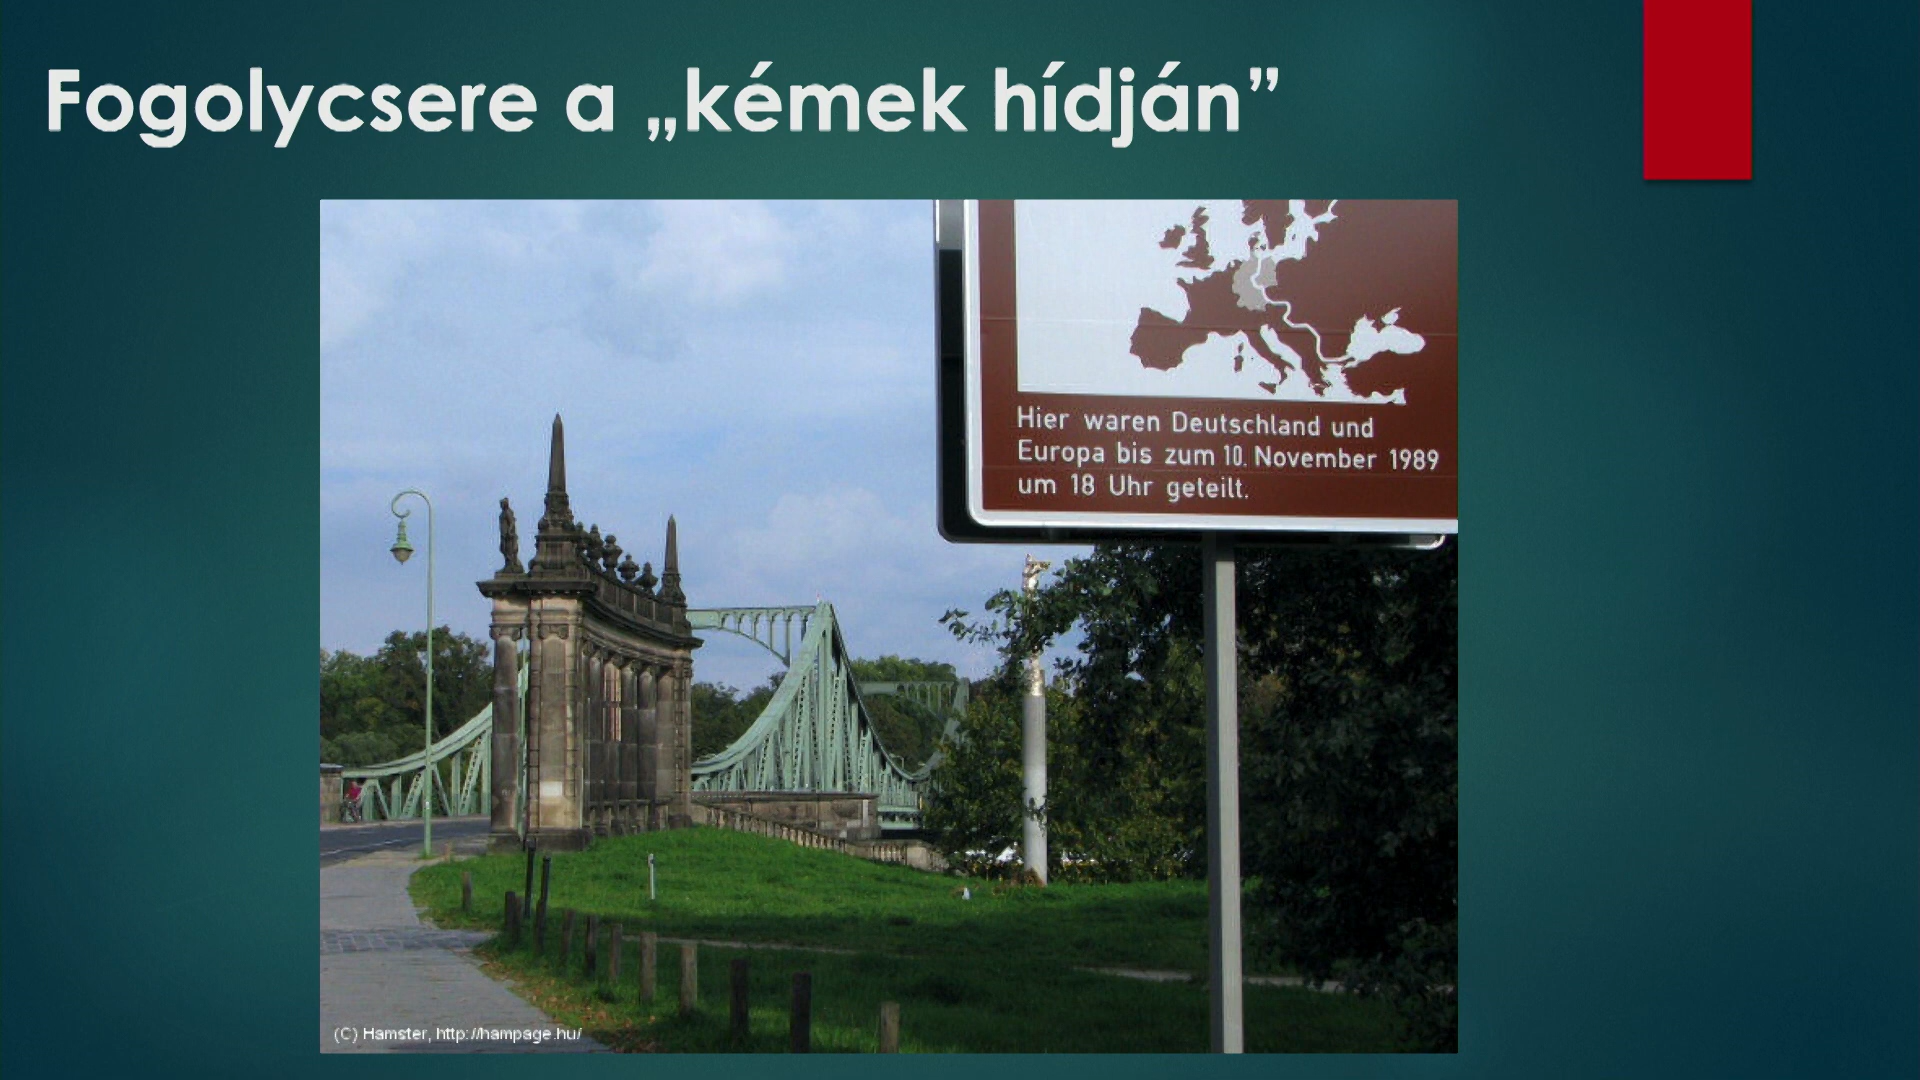 Fogolycsere a „kémek hídján”
Hier waren Deutschland und
Europa bis zum 10. November 1989
um 18 Uhr geteilt.
(C) Hamster, http://hampage.hu/